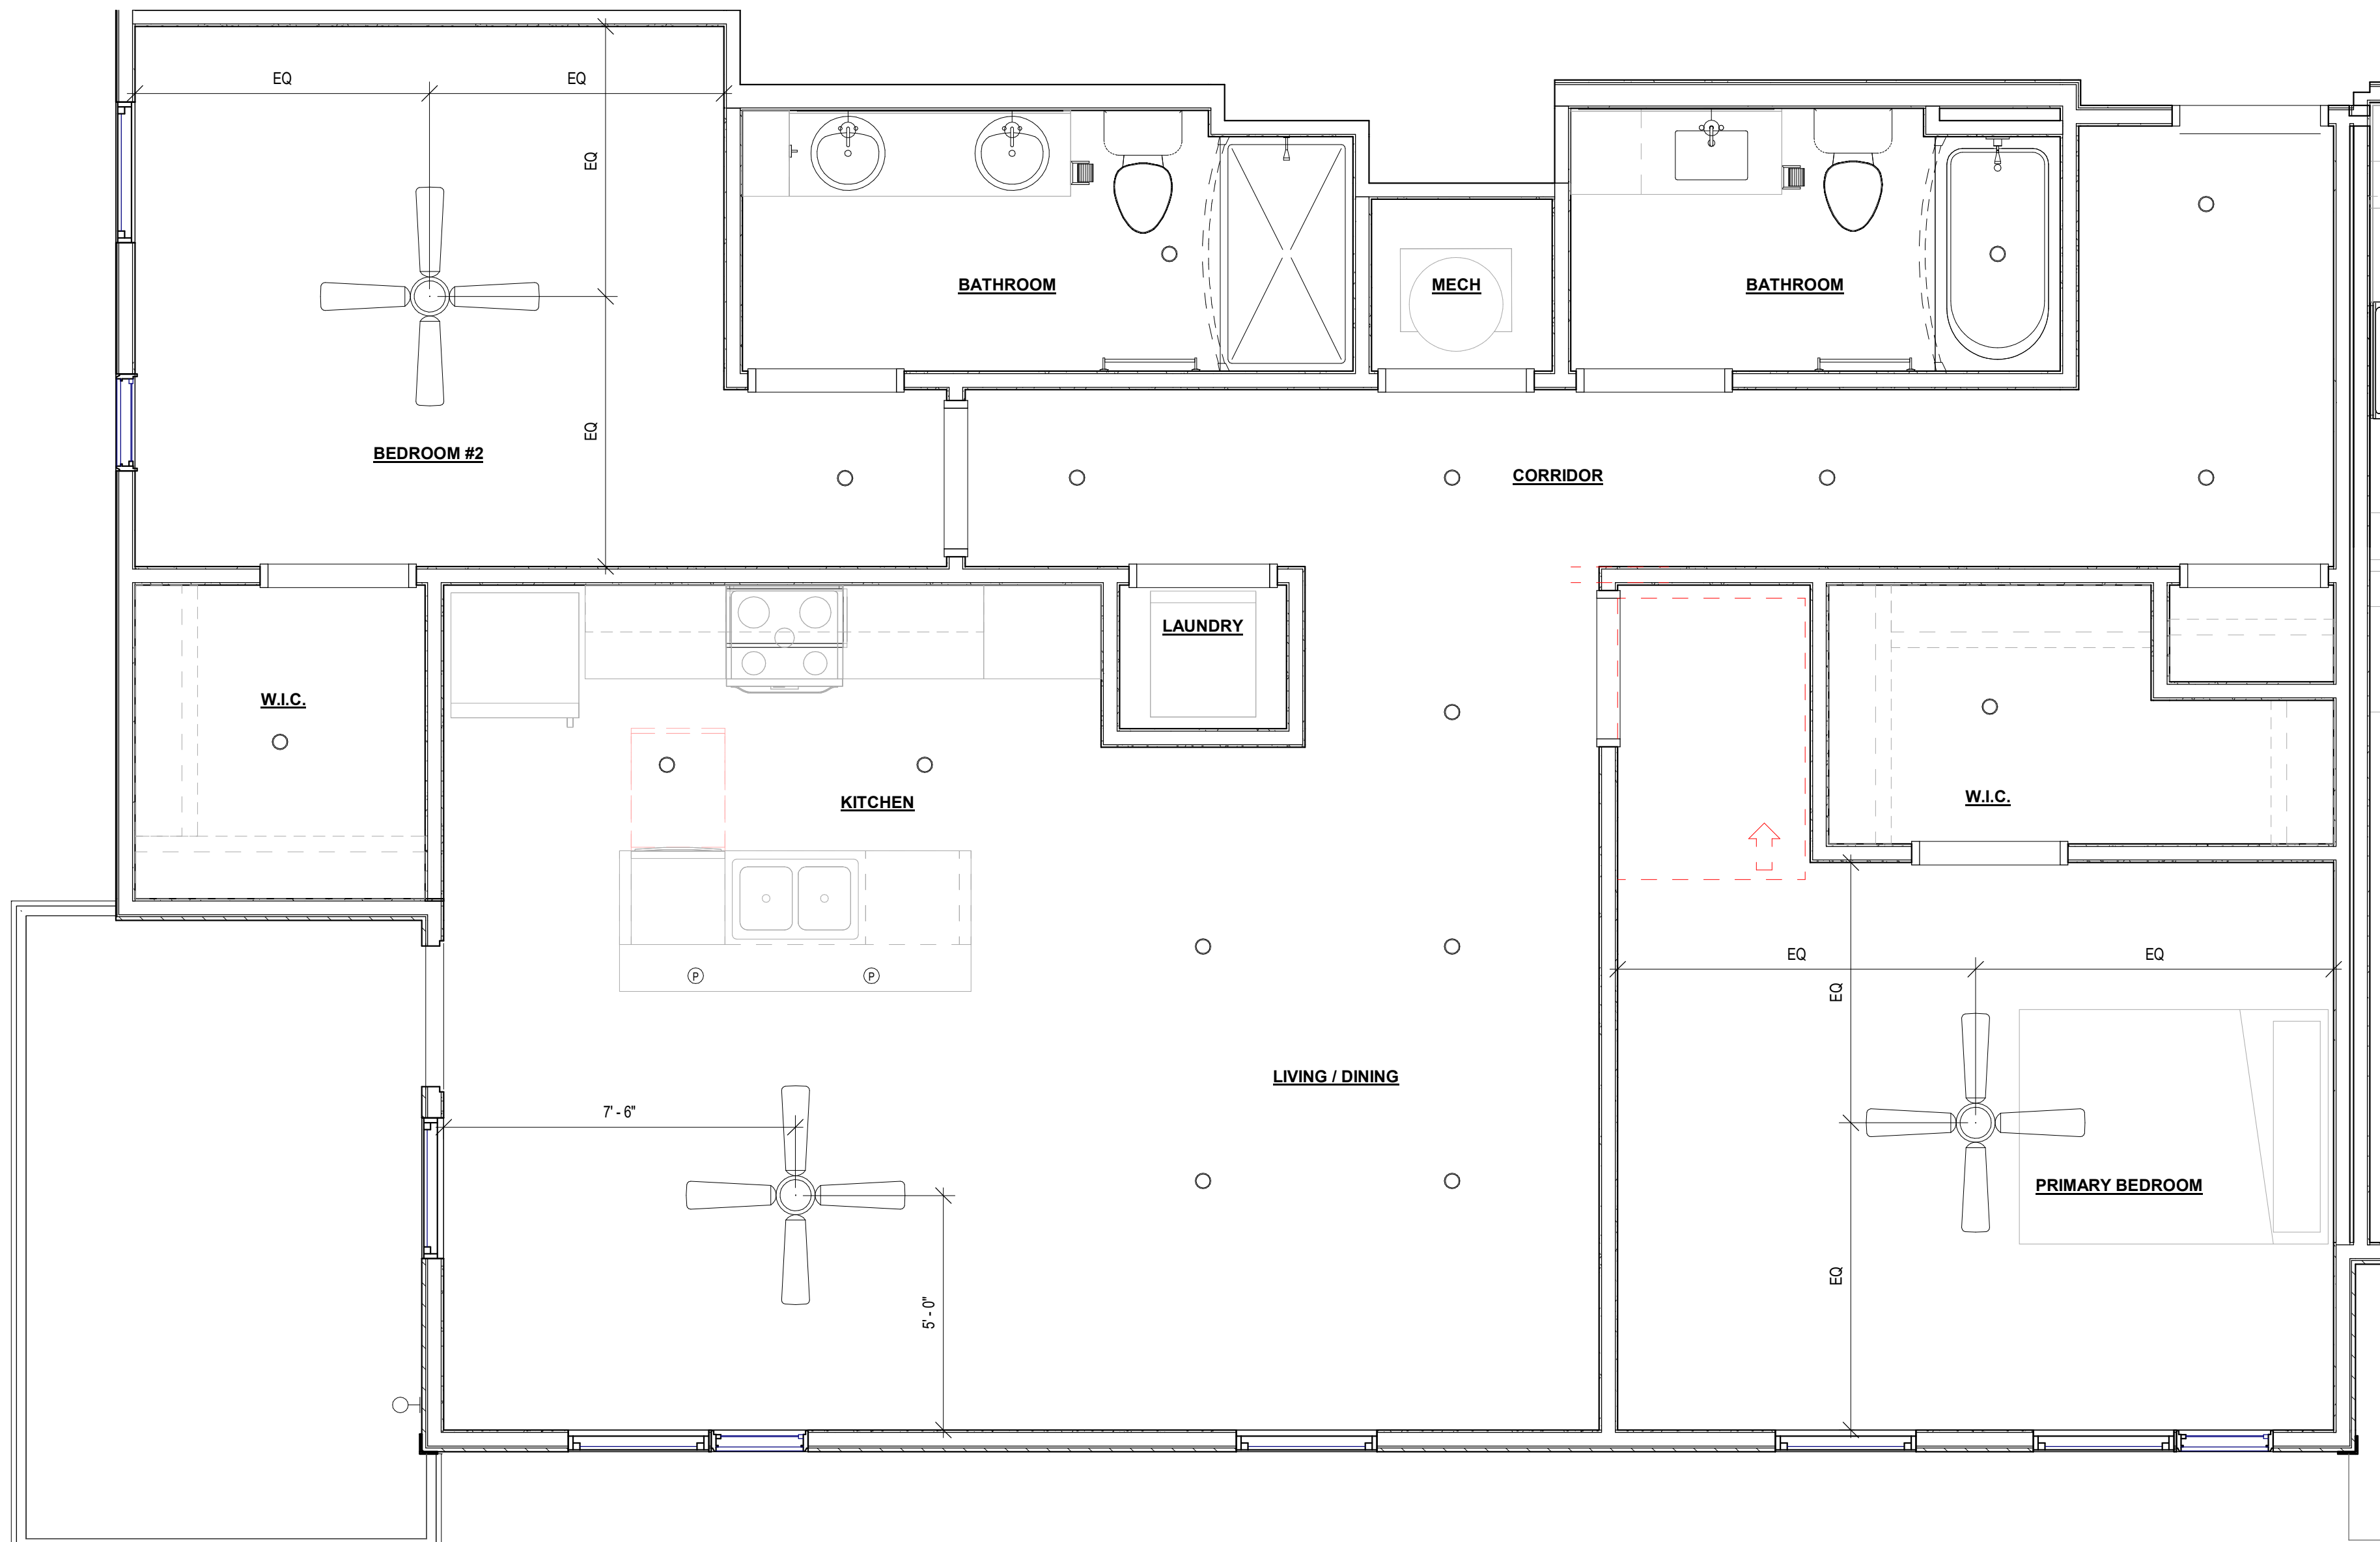 EQ
EQ
EQ
BATHROOM
MECH
BATHROOM
EQ
BEDROOM #2
CORRIDOR
LAUNDRY
W.I.C.
KITCHEN
W.I.C.
EQ
EQ
P
P
EQ
LIVING / DINING
7' - 6"
PRIMARY BEDROOM
EQ
5' - 0"